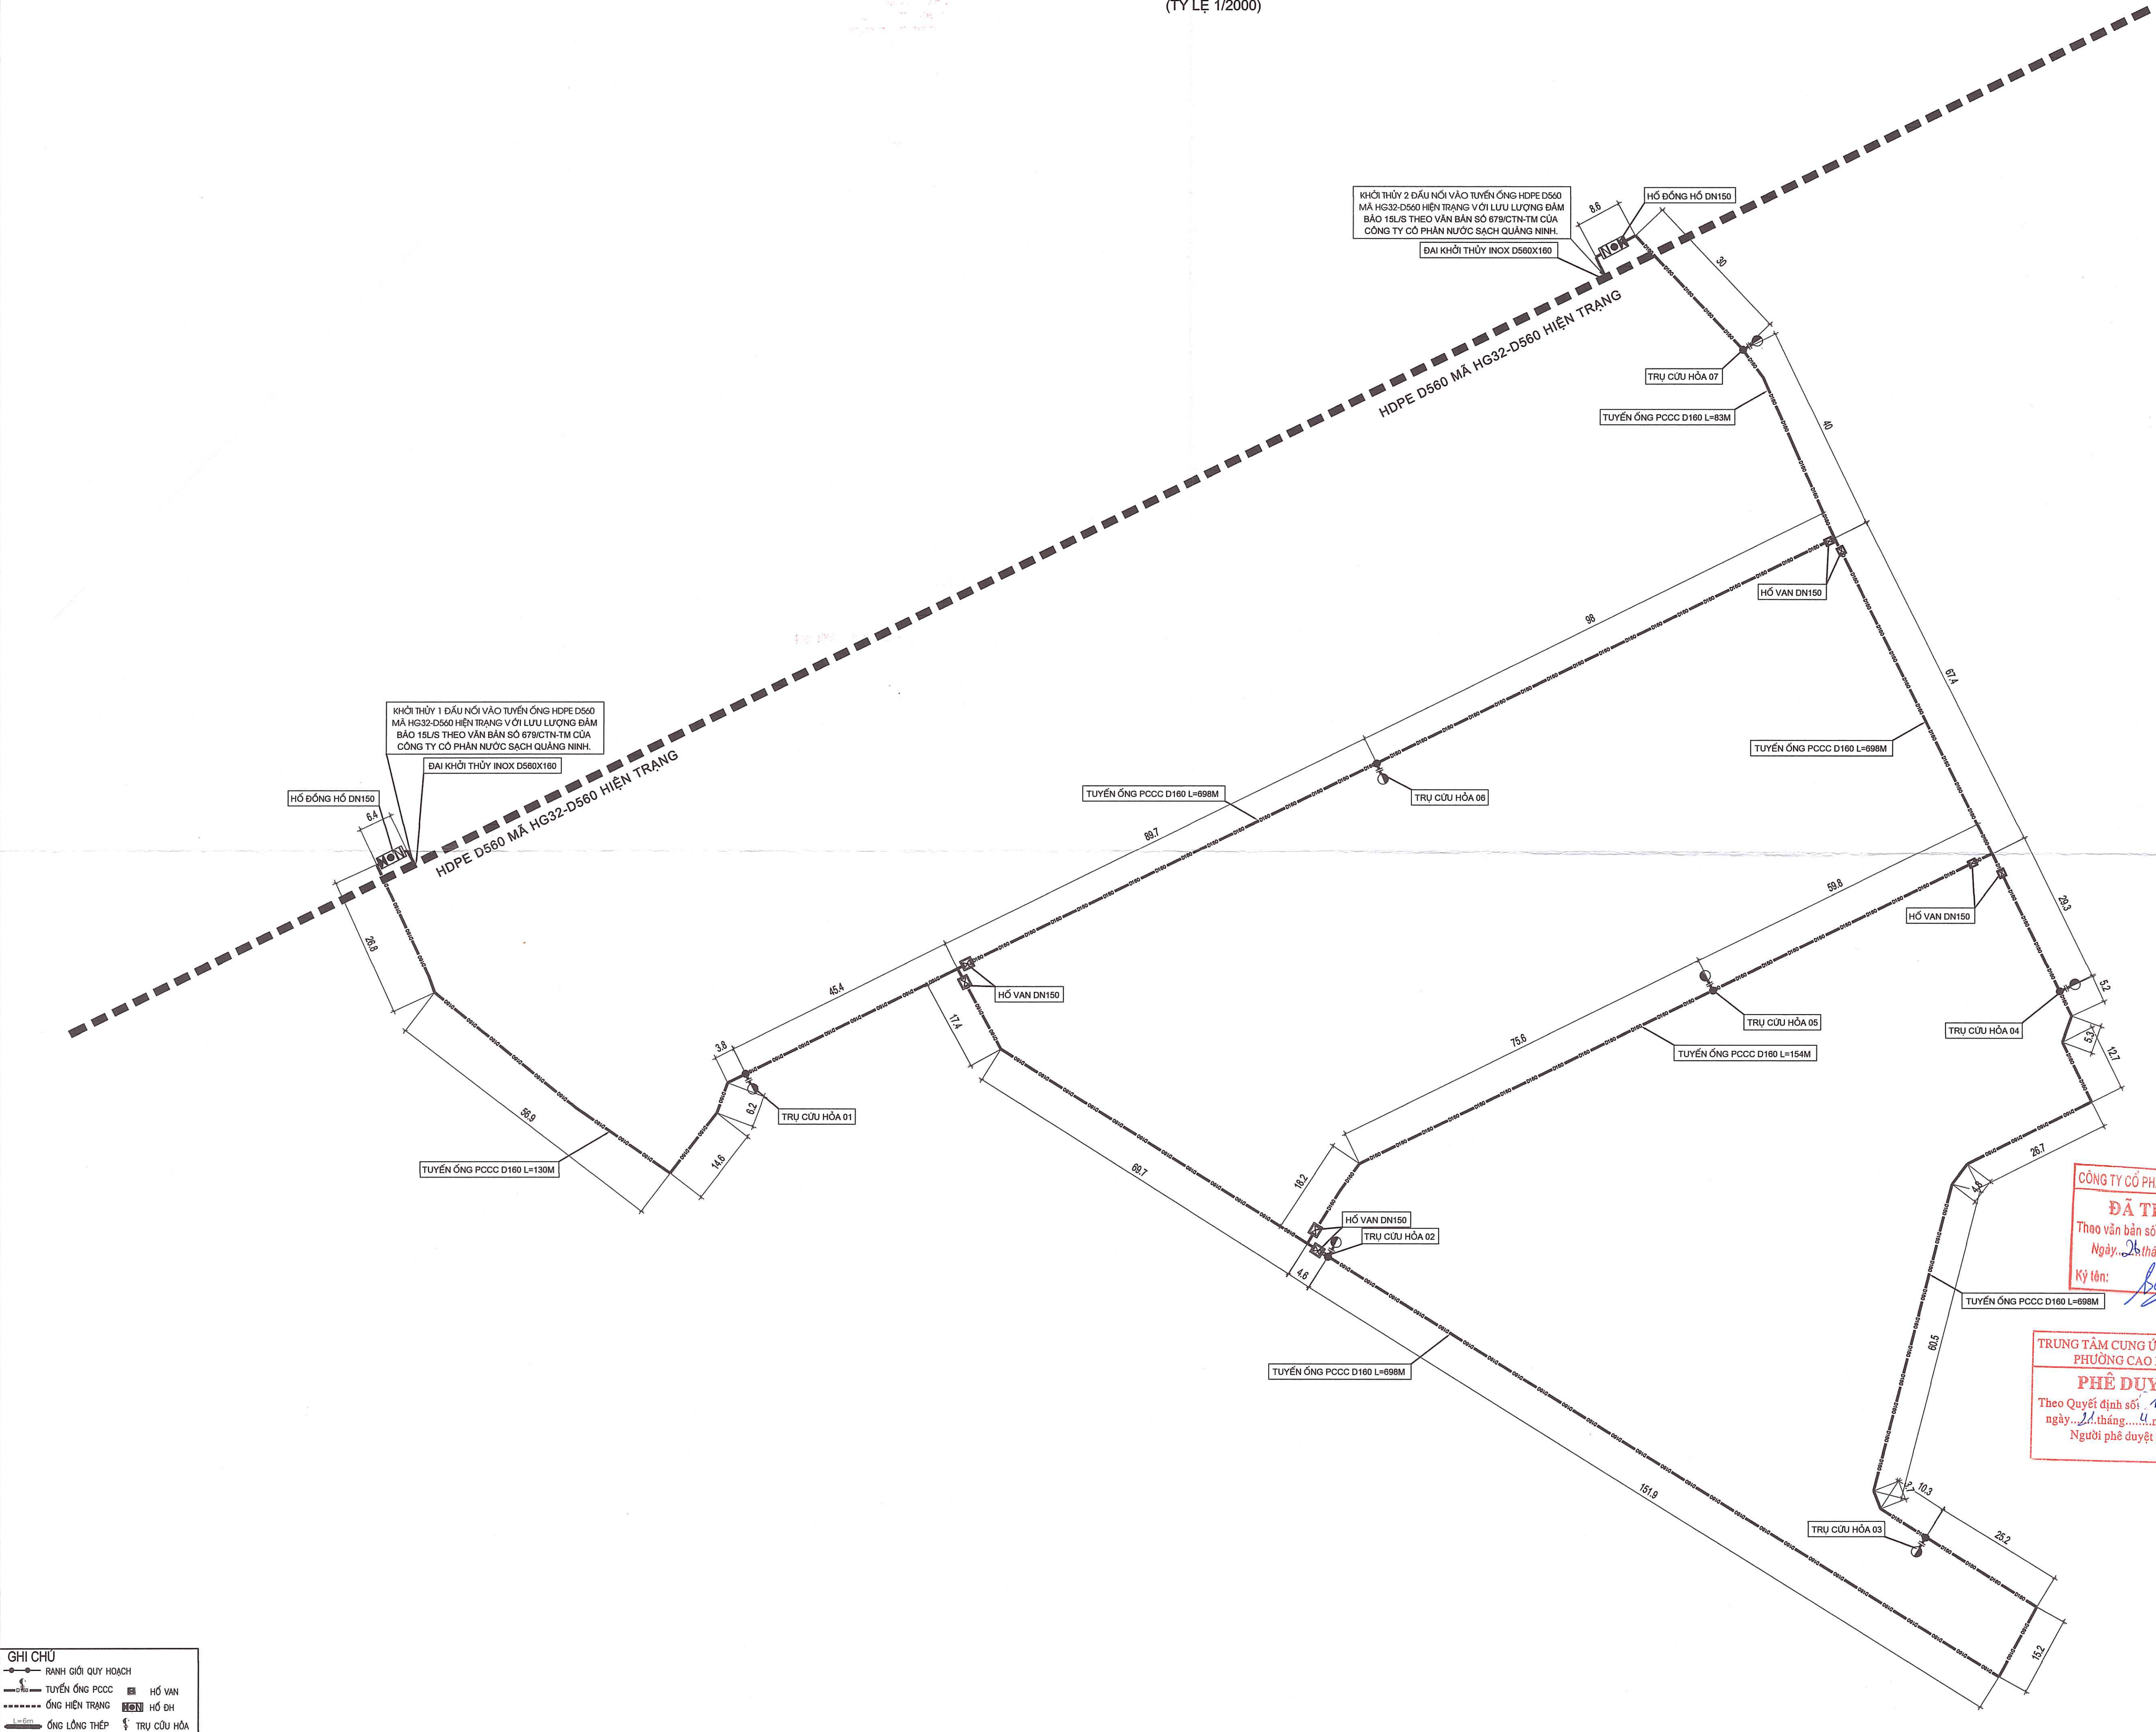 (TỶ LỆ 1/2000)
KHỞI THỦY 2 ĐẤU NỐI VÀO TUYẾN ỐNG HDPE D560
MÃ HG32-D560 HIỆN TRẠNG VỚI LƯU LƯỢNG ĐẢM
BẢO 15L/S THEO VĂN BẢN SỐ 679/CTN-TM CỦA
CÔNG TY CỔ PHẦN NƯỚC SẠCH QUẢNG NINH.
ĐAI KHỞI THỦY INOX D560X160
8.6
HỐ ĐỒNG HỒ DN150
30
HDPE D560 MÃ HG32-D560 HIỆN TRẠNG
TRỤ CỨU HỎA 07
TUYẾN ỐNG PCCC D160 L=83M
40
HỐ VAN DN150
98
67.4
TUYẾN ỐNG PCCC D160 L=698M
KHỞI THỦY 1 ĐẤU NỐI VÀO TUYẾN ỐNG HDPE D560
MÃ HG32-D560 HIỆN TRẠNG VỚI LƯU LƯỢNG ĐẢM
BẢO 15L/S THEO VĂN BẢN SỐ 679/CTN-TM CỦA
CÔNG TY CỔ PHẦN NƯỚC SẠCH QUẢNG NINH.
ĐAI KHỞI THỦY INOX D560X160
HỐ ĐỒNG HỒ DN150
6.4
HDPE D560 MÃ HG32-D560 HIỆN TRẠNG
TUYẾN ỐNG PCCC D160 L=698M
TRỤ CỨU HỎA 06
89.7
59.8
HỐ VAN DN150
29.3
26.8
45.4
HỐ VAN DN150
17.4
TRỤ CỨU HỎA 05
TRỤ CỨU HỎA 04
5.2
75.6
TUYẾN ỐNG PCCC D160 L=154M
5.3
12.7
3.8
6.2
TRỤ CỨU HỎA 01
56.9
14.6
TUYẾN ỐNG PCCC D160 L=130M
69.7
18.2
26.7
4.8
HỐ VAN DN150
TRỤ CỨU HỎA 02
4.6
CÔNG TY CỔ PH
ĐÃ T
Theo văn bản số
Ngày..26.thá
Ký tên:
TUYẾN ỐNG PCCC D160 L=698M
60.5
TRUNG TÂM CUNG Ứ
PHƯỜNG CAO
PHÊ DUY
Theo Quyết định số:
ngày..21.tháng..4..
Người phê duyệt
TUYẾN ỐNG PCCC D160 L=698M
151.9
10.3
TRỤ CỨU HỎA 03
25.2
15.2
GHI CHÚ
RANH GIỚI QUY HOẠCH
D160 TUYẾN ỐNG PCCC HỐ VAN
ỐNG HIỆN TRẠNG HỐ ĐH
L=6m ỐNG LỒNG THÉP TRỤ CỨU HỎA